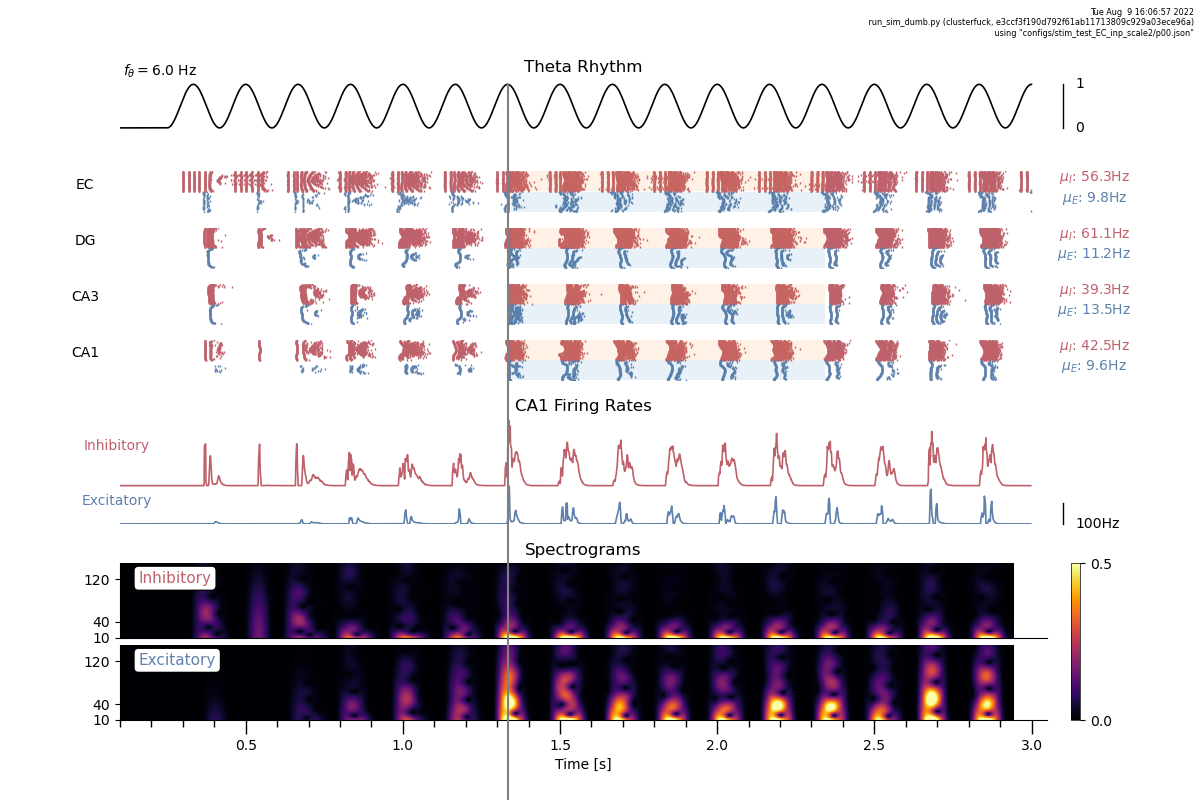 Tue Aug  9 16:06:57 2022
run_sim_dumb.py (clusterfuck, e3ccf3f190d792f61ab11713809c929a03ece96a)
using "configs/stim_test_EC_inp_scale2/p00.json"
fθ = 6.0 Hz
Theta Rhythm
1
0
EC
μI: 56.3Hz
μE: 9.8Hz
DG
μI: 61.1Hz
μE: 11.2Hz
CA3
μI: 39.3Hz
μE: 13.5Hz
CA1
μI: 42.5Hz
μE: 9.6Hz
CA1 Firing Rates
Inhibitory
Excitatory
100Hz
Spectrograms
120
40
10
Inhibitory
120
40
10
Excitatory
0.5
0.0
0.5 1.0 1.5 2.0 2.5 3.0
Time [s]